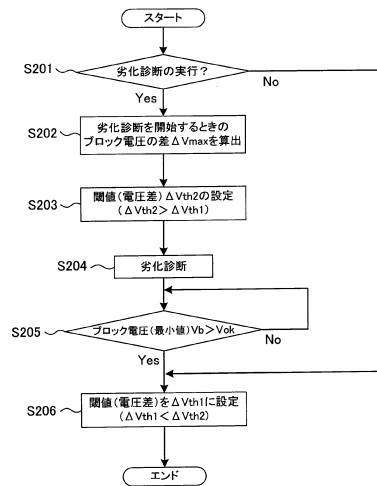 スタート
S201
劣化診断の実行？
No
Yes
S202
劣化診断を開始するときの
ブロック電圧の差ΔVmaxを算出
S203
閾値(電圧差)ΔVth2の設定
(ΔVth2＞ΔVth1)
S204
劣化診断
S205
ブロック電圧(最小値)Vb＞Vok
No
Yes
S206
閾値(電圧差)をΔVth1に設定
(ΔVth1＜ΔVth2)
エンド